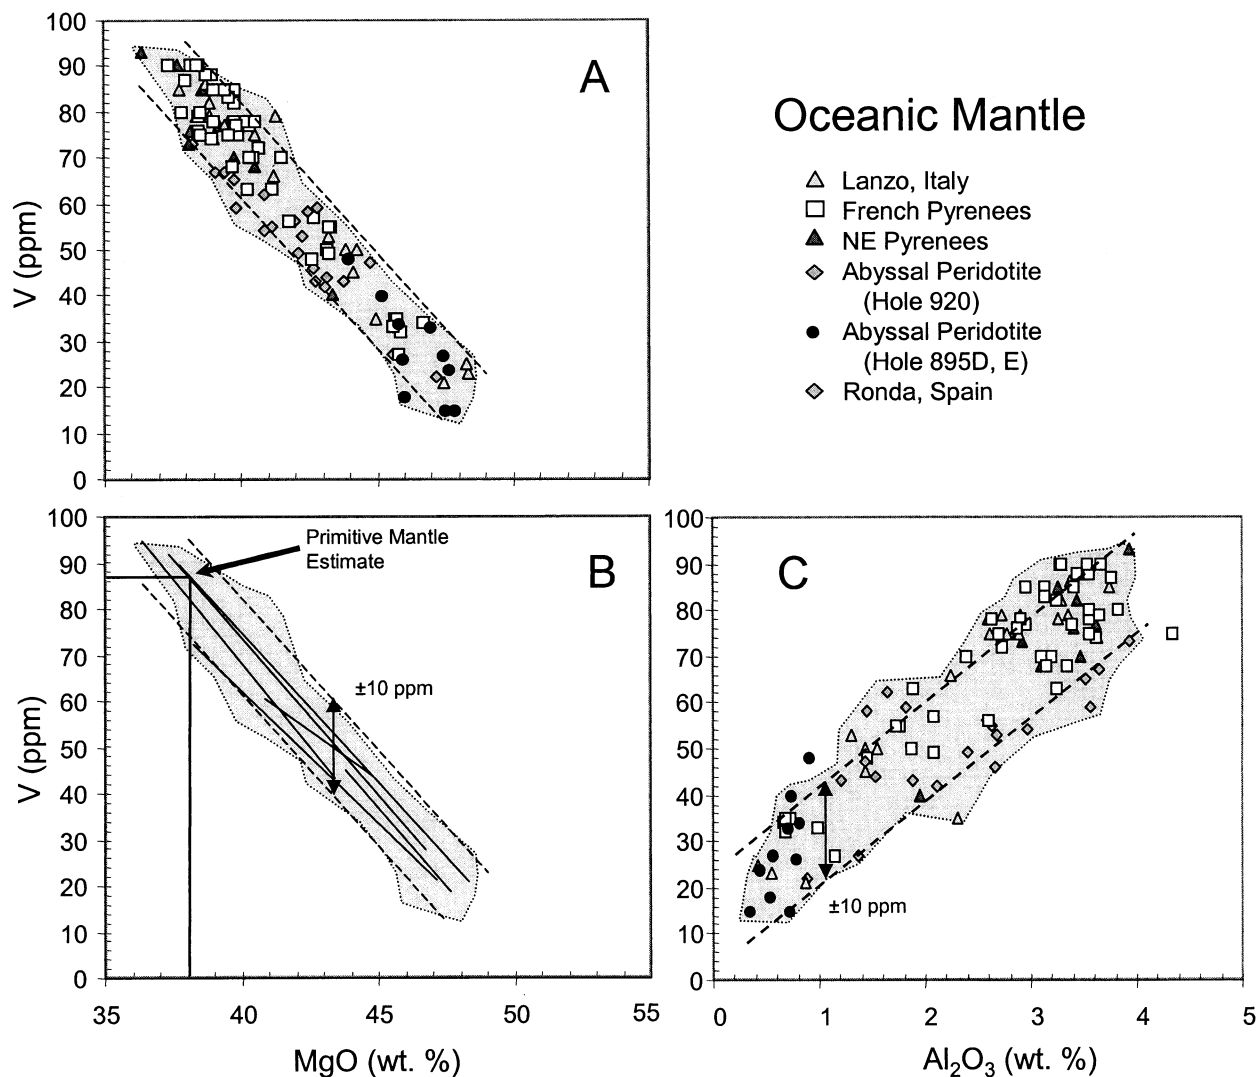 100
90
80
70
60
50
40
30
20
10
0
V (ppm)
A
Oceanic Mantle
Lanzo, Italy
French Pyrenees
NE Pyrenees
Abyssal Peridotite
(Hole 920)
Abyssal Peridotite
(Hole 895D, E)
Ronda, Spain
100
90
80
70
60
50
40
30
20
10
0
V (ppm)
Primitive Mantle
Estimate
B
±10 ppm
35
40
45
50
55
MgO (wt. %)
100
90
80
70
60
50
40
30
20
10
0
C
±10 ppm
0
1
2
3
4
5
Al₂O₃ (wt. %)